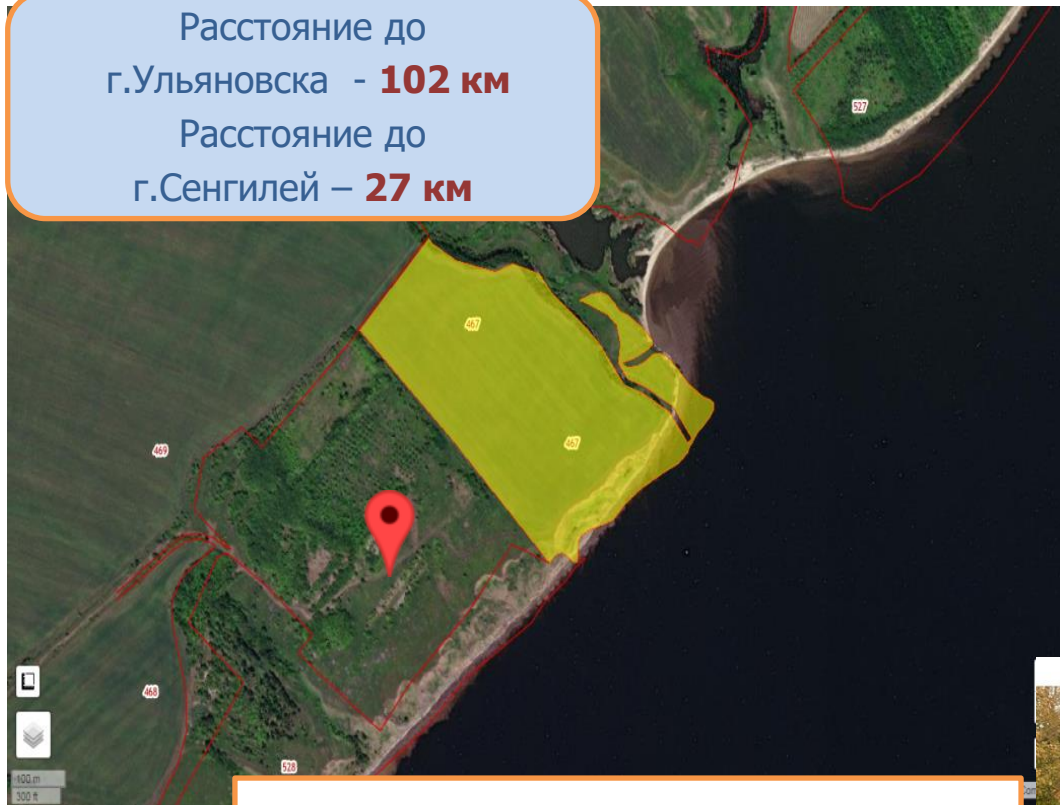 Расстояние до
г.Ульяновска - 102 км
Расстояние до
г.Сенгилей – 27 км
527
467
467
469
468
528
100 m
300 ft